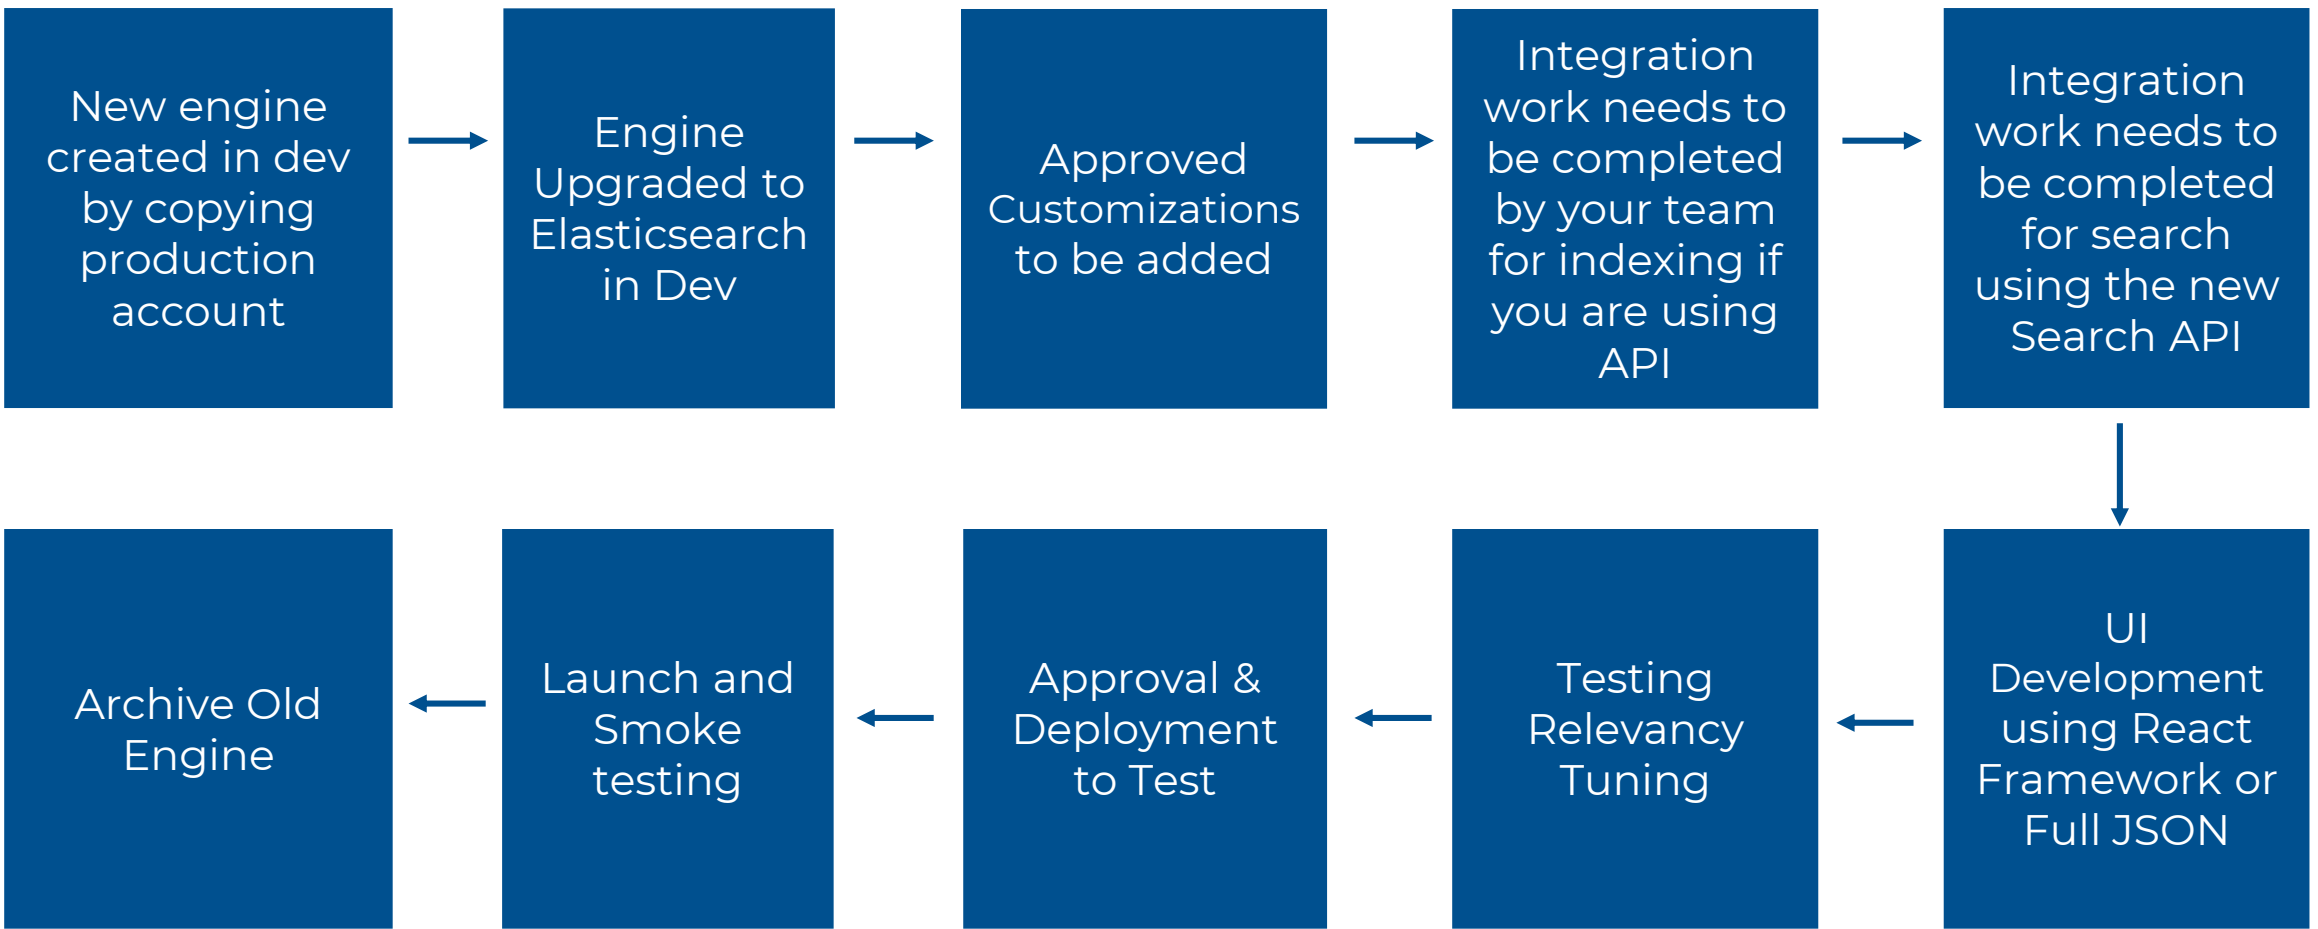 New engine
created in dev
by copying
production
account
Engine
Upgraded to
Elasticsearch
in Dev
Approved
Customizations
to be added
Integration
work needs to
be completed
by your team
for indexing if
you are using
API
Integration
work needs to
be completed
for search
using the new
Search API
UI
Development
using React
Framework or
Full JSON
Testing
Relevancy
Tuning
Approval &
Deployment
to Test
Launch and
Smoke
testing
Archive Old
Engine